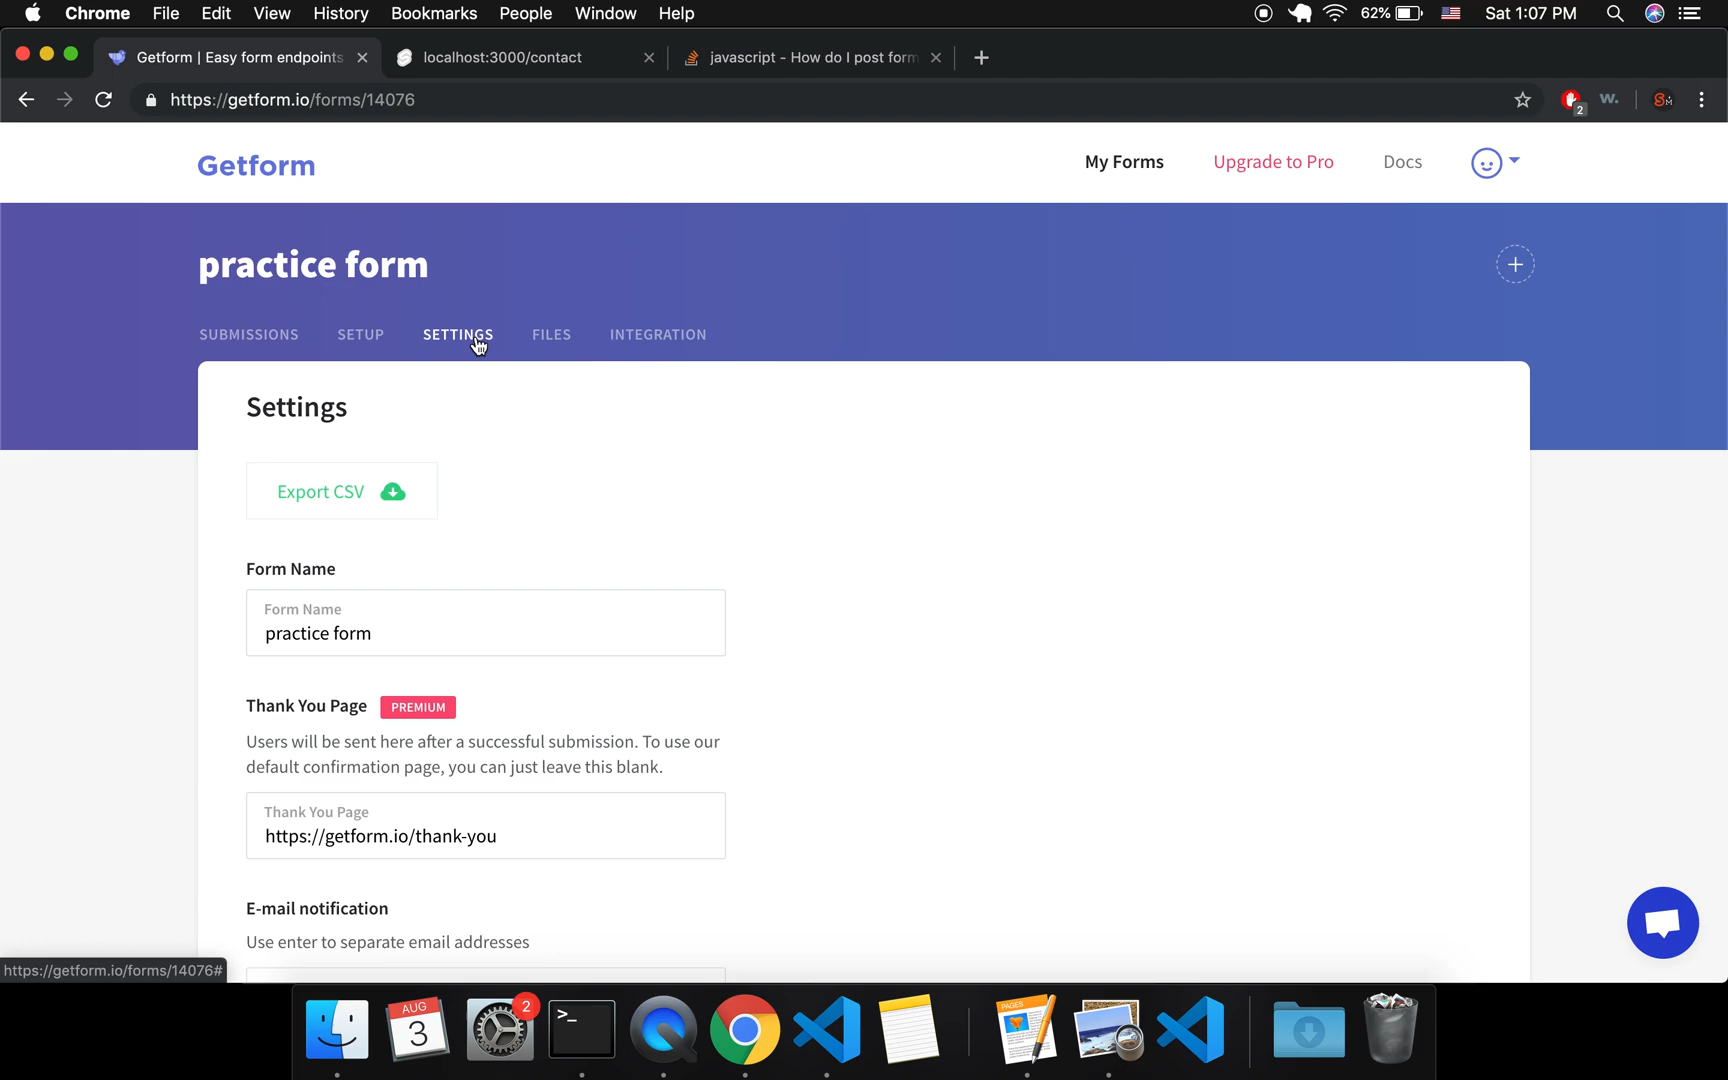 Chrome File Edit View History Bookmarks People Window Help 62% Sat 1:07 PM
Getform | Easy form endpoints localhost:3000/contact javascript - How do I post form
https://getform.io/forms/14076 2 W. SM
Getform My Forms Upgrade to Pro Docs
practice form
SUBMISSIONS SETUP SETTINGS FILES INTEGRATION
Settings
Export CSV
Form Name
Form Name
practice form
Thank You Page PREMIUM
Users will be sent here after a successful submission. To use our
default confirmation page, you can just leave this blank.
Thank You Page
https://getform.io/thank-you
E-mail notification
Use enter to separate email addresses
https://getform.io/forms/14076#
AUG
3
2
>_
PAGES